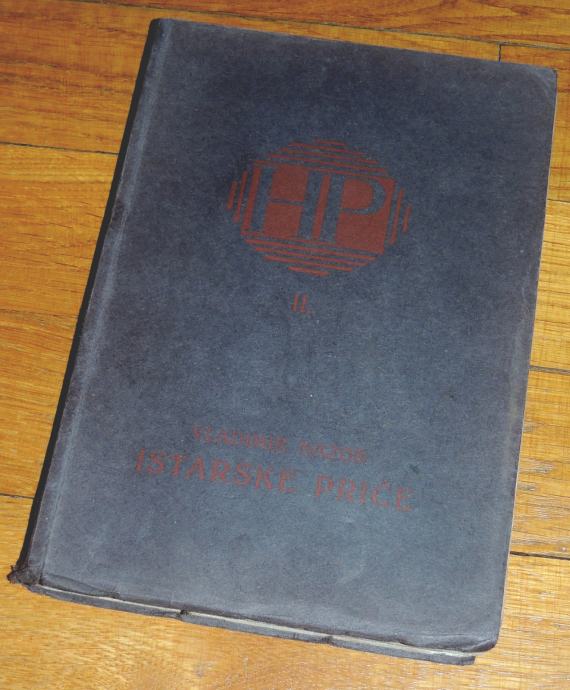 HP
II.
VLADIMIR NAZOR
ISTARSKE PRIČE